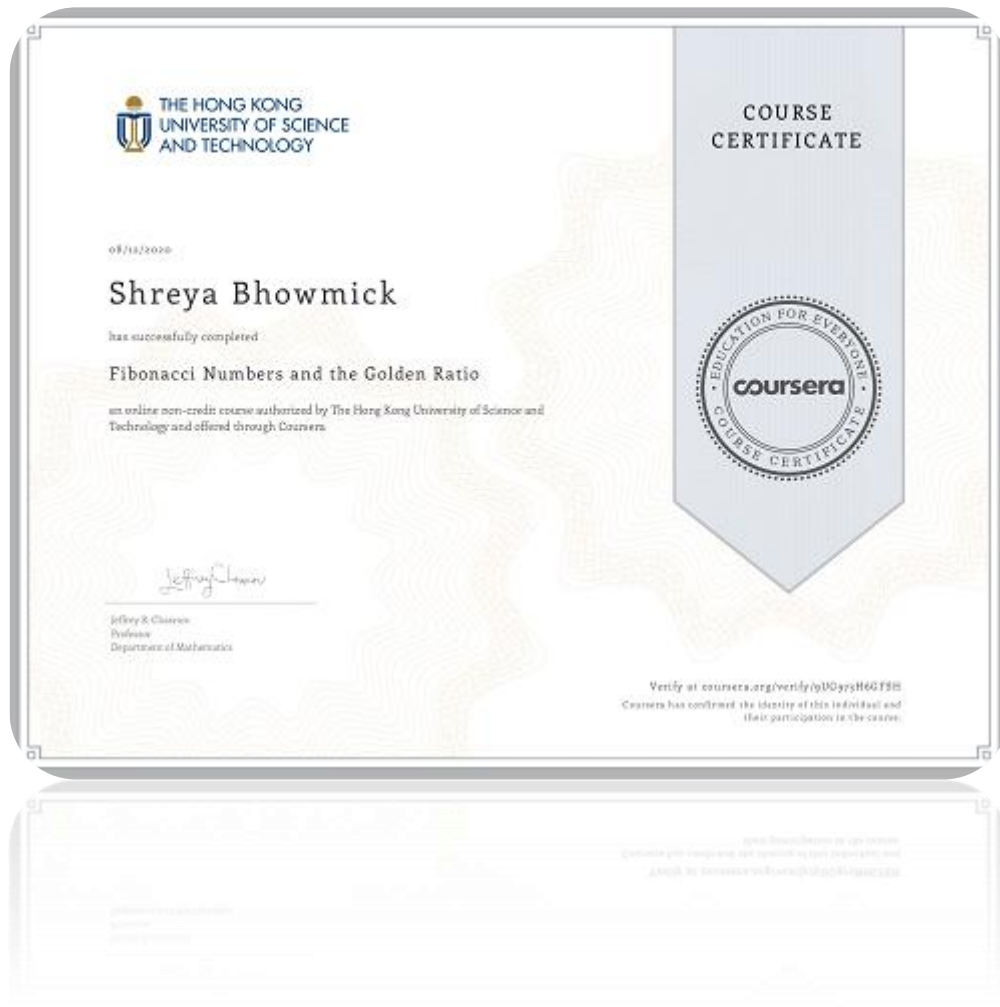 THE HONG KONG
UNIVERSITY OF SCIENCE
AND TECHNOLOGY
COURSE
CERTIFICATE
08/12/2020
Shreya Bhowmick
has successfully completed
Fibonacci Numbers and the Golden Ratio
an online non-credit course authorized by The Hong Kong University of Science and
Technology and offered through Coursera
EDUCATION FOR EVERYONE
coursera
COURSE CERTIFICATE
Jeffrey R. Chasnov
Professor
Department of Mathematics
Verify at
Coursera has confirmed the identity of this individual and
their participation in the course.